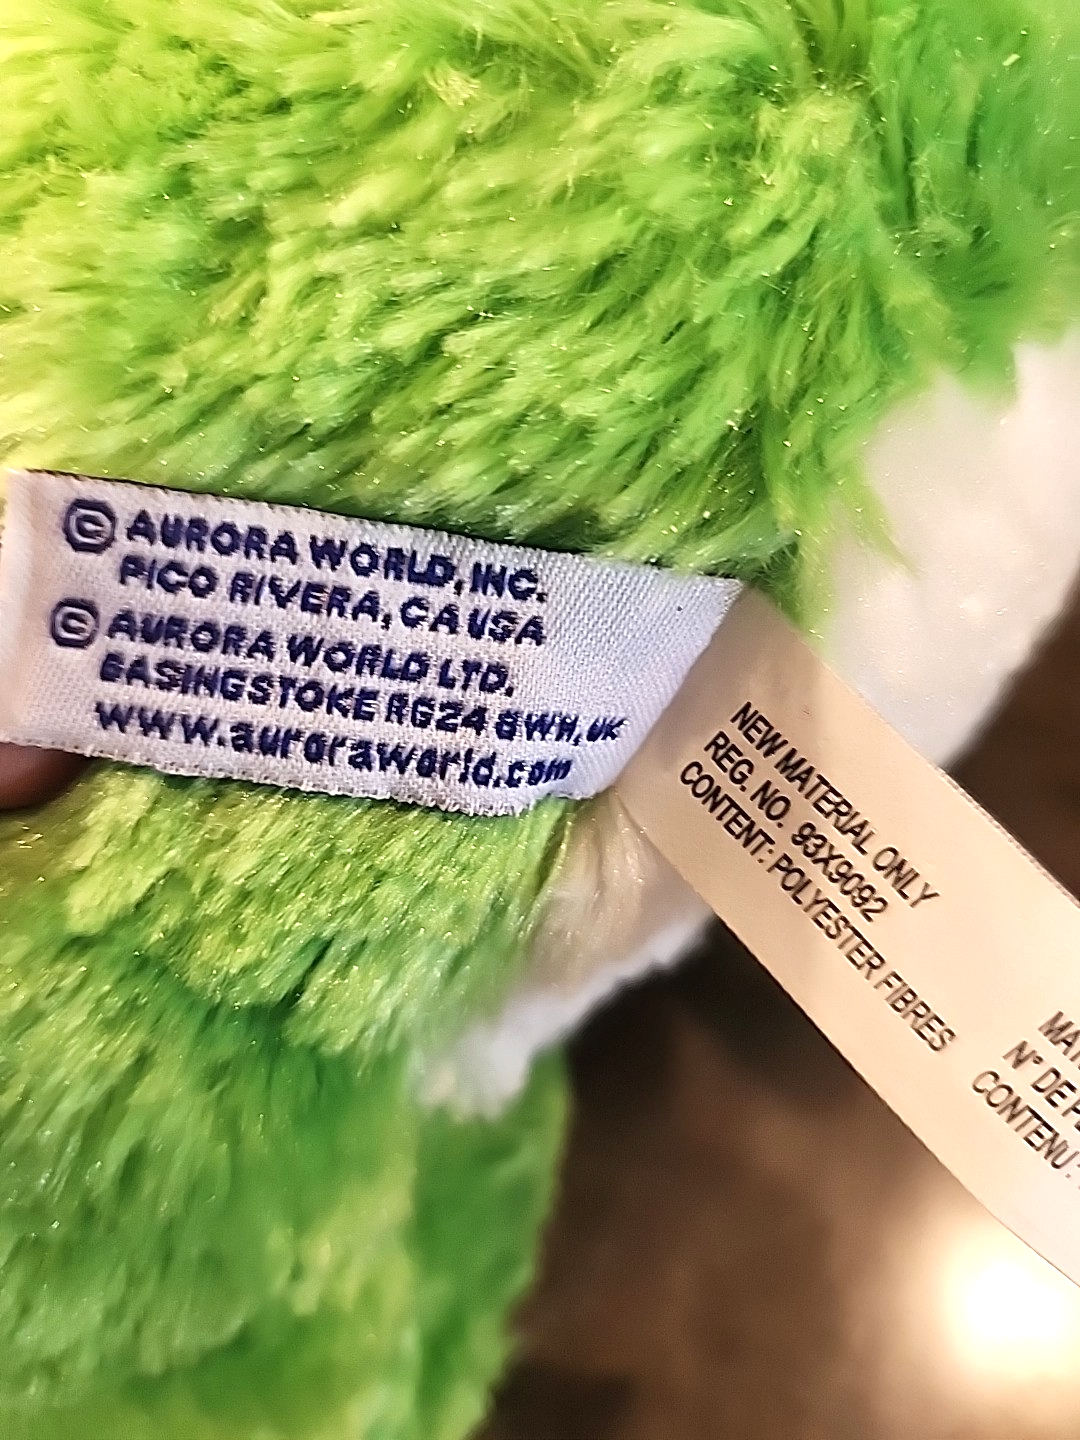 © AURORA WORLD, INC.
PICO RIVERA, CA USA
© AURORA WORLD LTD.
BASINGSTOKE RG24 8WH, UK
www.auroraworld.com
NEW MATERIAL ONLY
REG. NO. 93X9092
CONTENT: POLYESTER FIBRES
N° DE
CONTENU: